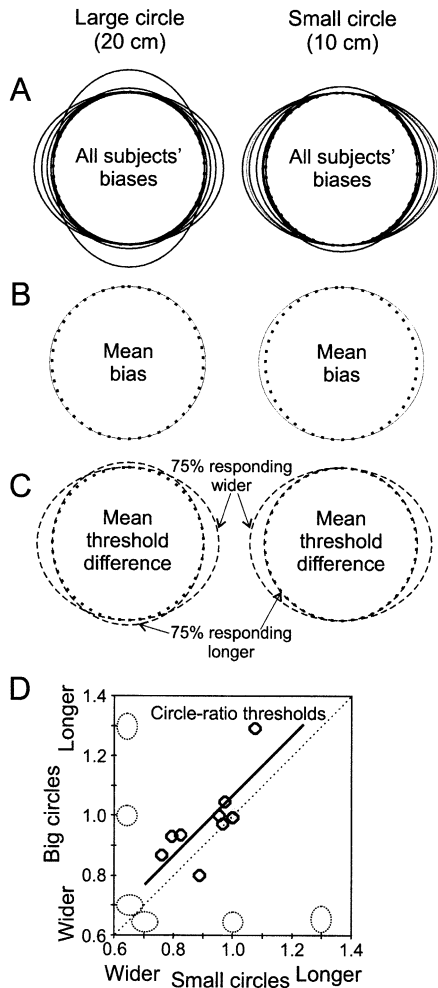 Large circle
(20 cm)
Small circle
(10 cm)
A
All subjects'
biases
All subjects'
biases
B
Mean
bias
Mean
bias
C
75% responding
wider
Mean
threshold
difference
Mean
threshold
difference
75% responding
longer
D
Circle-ratio thresholds
Longer
Big circles
Wider
1.4
1.2
1.0
0.8
0.6
0.6
0.8
1.0
1.2
1.4
Wider
Small circles
Longer